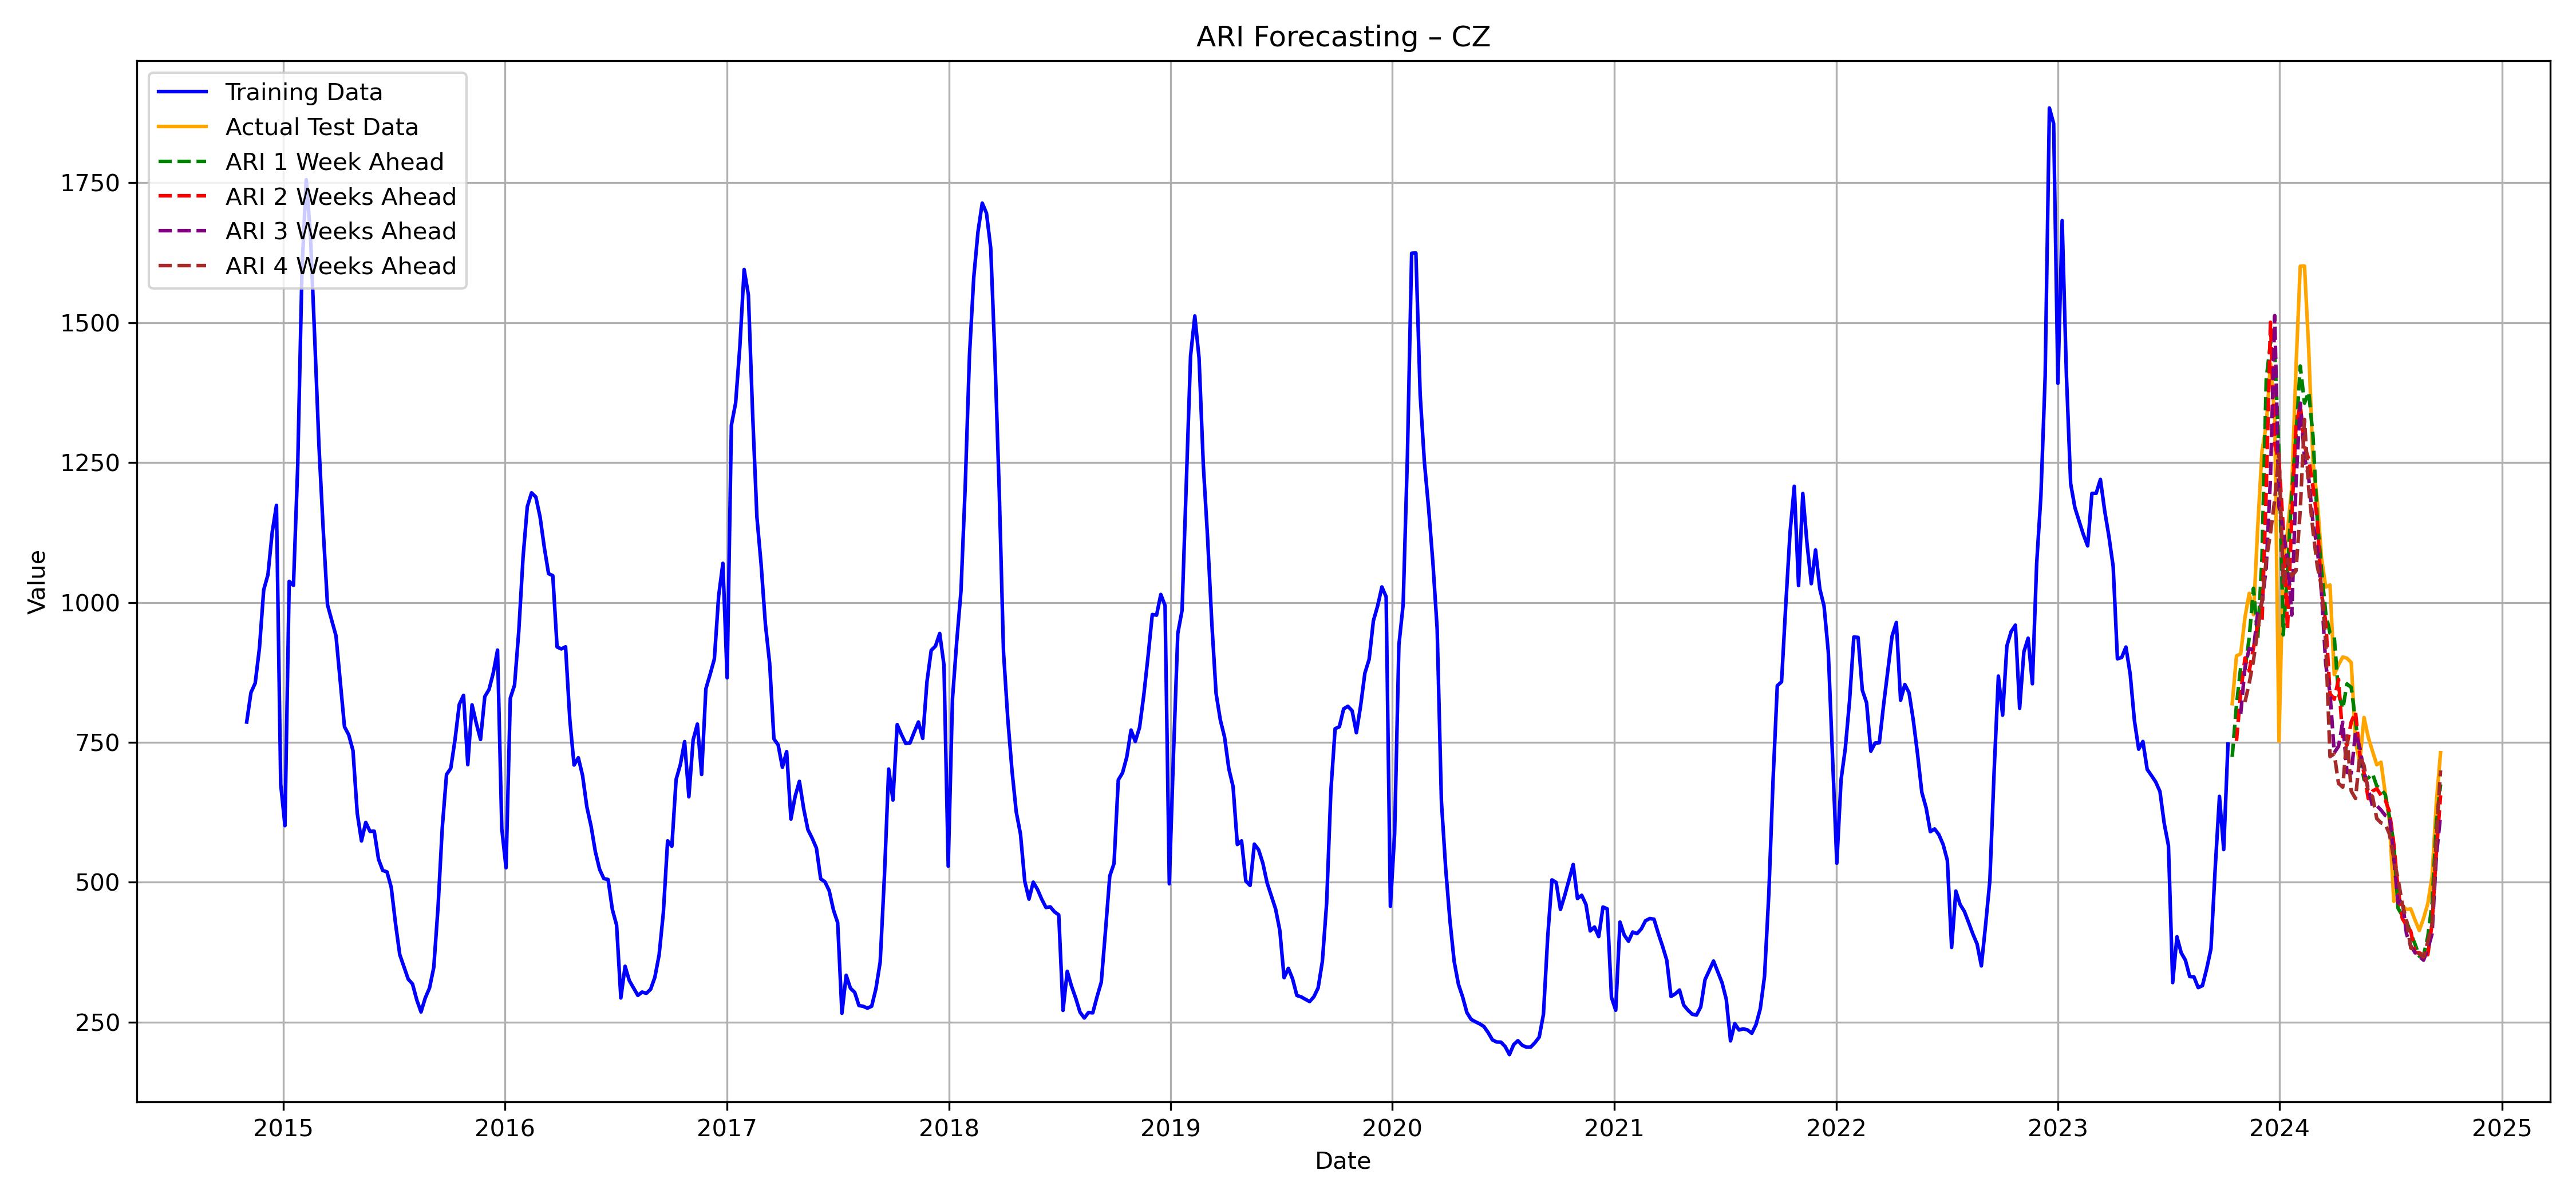 ARI Forecasting – CZ
Training Data
Actual Test Data
ARI 1 Week Ahead
ARI 2 Weeks Ahead
ARI 3 Weeks Ahead
ARI 4 Weeks Ahead
Value
1750
1500
1250
1000
750
500
250
2015 2016 2017 2018 2019 2020 2021 2022 2023 2024 2025
Date